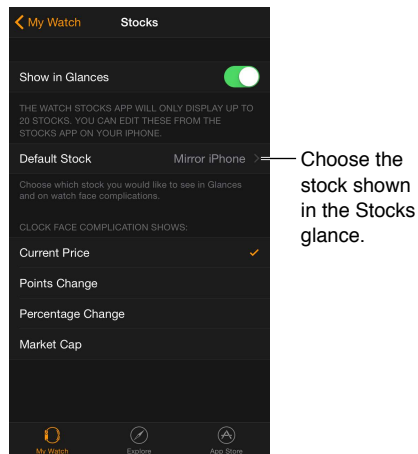 My Watch Stocks
Show in Glances
THE WATCH STOCKS APP WILL ONLY DISPLAY UP TO
20 STOCKS. YOU CAN EDIT THESE FROM THE
STOCKS APP ON YOUR IPHONE.
Default Stock Mirror iPhone
Choose which stock you would like to see in Glances
and on watch face complications.
CLOCK FACE COMPLICATION SHOWS:
Current Price
Points Change
Percentage Change
Market Cap
My Watch Explore App Store
Choose the
stock shown
in the Stocks
glance.